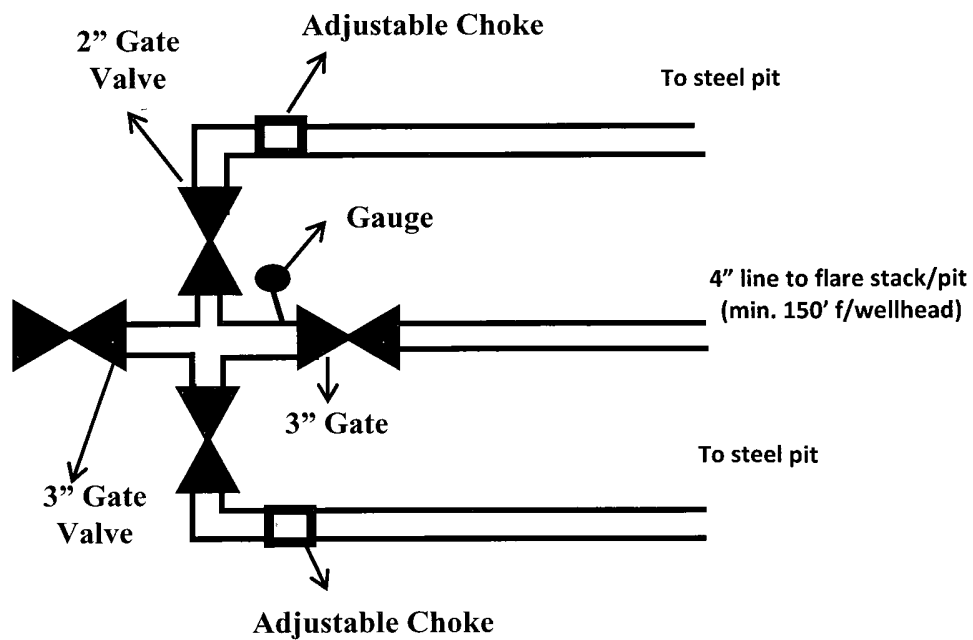 Adjustable Choke
2” Gate
Valve
To steel pit
Gauge
4” line to flare stack/pit
(min. 150’ f/wellhead)
3” Gate
To steel pit
3” Gate
Valve
Adjustable Choke